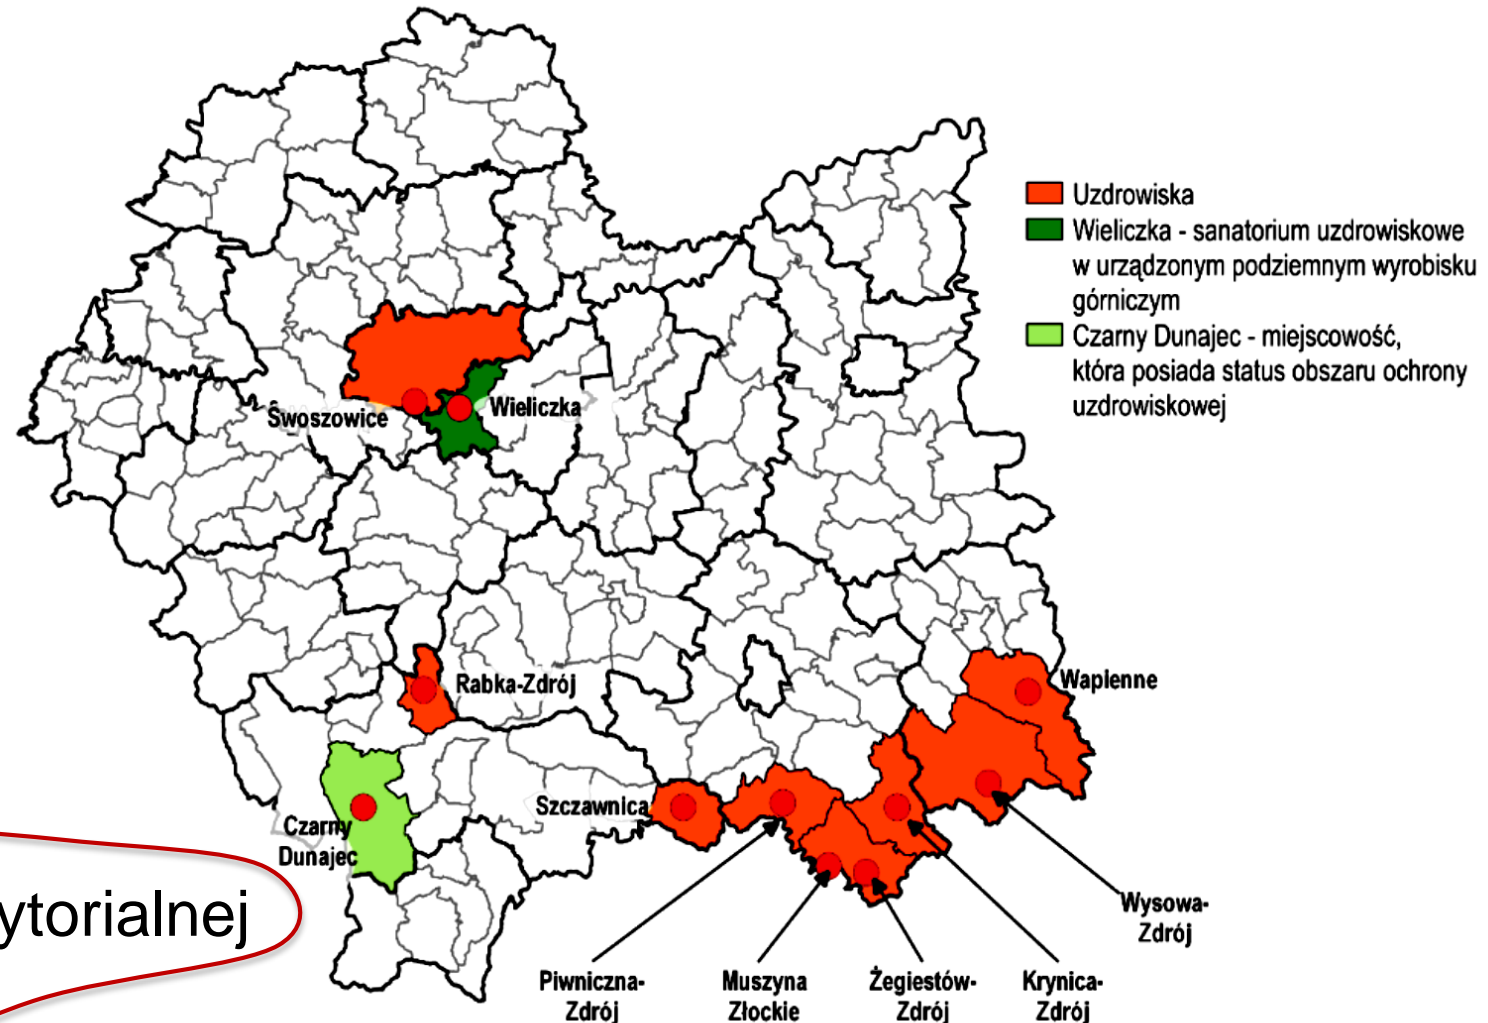 Uzdrowiska
Wieliczka - sanatorium uzdrowiskowe
w urządzonym podziemnym wyrobisku
górniczym
Czarny Dunajec - miejscowość,
która posiada status obszaru ochrony
uzdrowiskowej
Swoszowice
Wieliczka
Rabka-Zdrój
Wapienne
Szczawnica
Czarny
Dunajec
ytorialnej
Wysowa-
Zdrój
Piwniczna-
Zdrój
Muszyna
Złockie
Żegiestów-
Zdrój
Krynica-
Zdrój